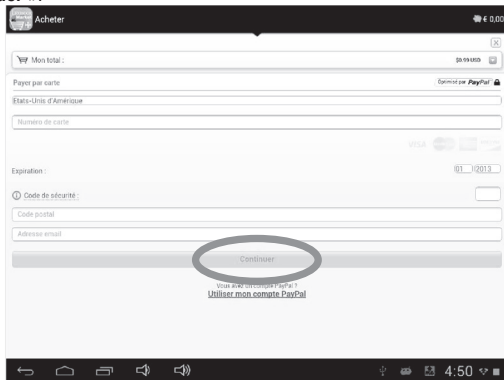 Acheter
€ 0,00
Mon total :
$0.99 USD
Payer par carte
Optimisé par PayPal
États-Unis d'Amérique
Numéro de carte
VISA
Expiration :
01 2013
Code de sécurité :
Code postal
Adresse email
Continuer
Vous avez un compte PayPal ?
Utiliser mon compte PayPal
4:50